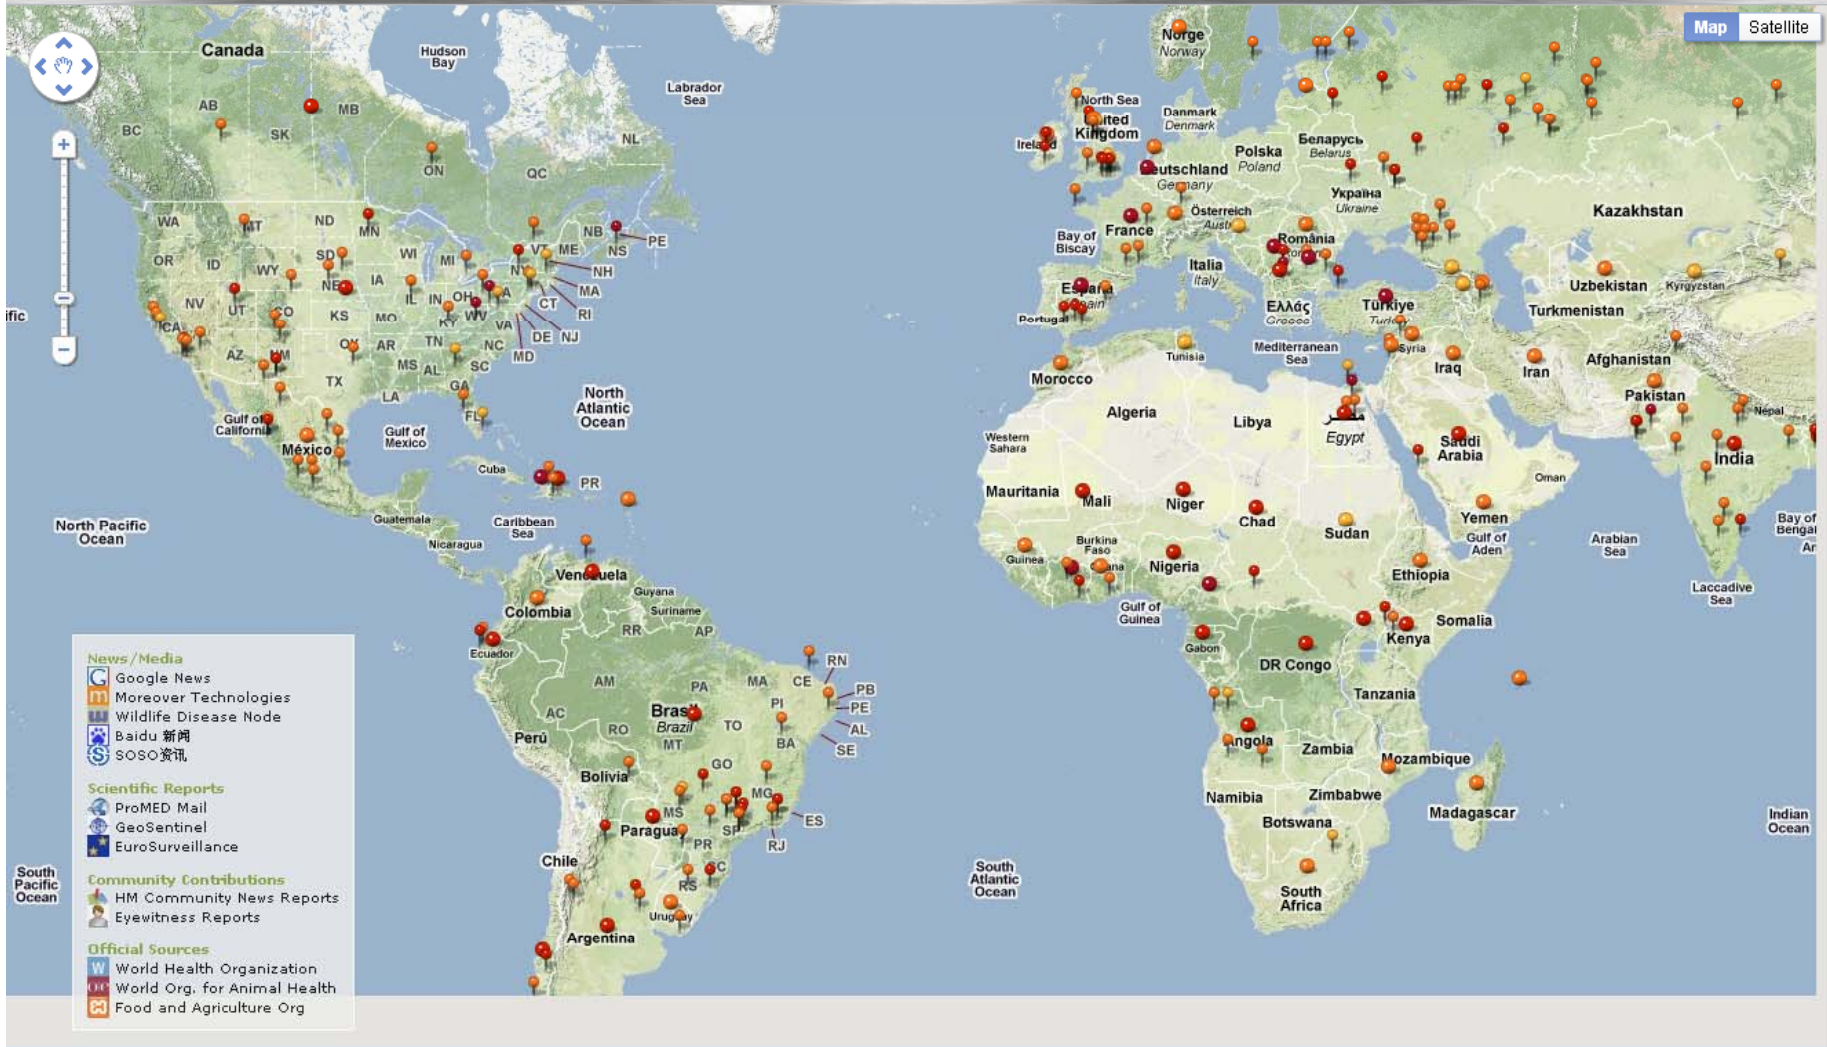 Map
Satellite
Canada
Hudson
Bay
Labrador
Sea
AB
MB
BC
SK
NL
ON
QC
WA
MT
ND
MN
NB
PE
NS
OR
ID
WY
SD
WI
MI
VT
ME
NY
NH
MA
NV
UT
CO
NE
IA
IL
IN
OH
CT
RI
CA
KS
MO
KY
WV
VA
DE
NJ
MD
AZ
NM
OK
AR
TN
NC
MS
AL
SC
TX
LA
GA
FL
Gulf of
California
México
Gulf of
Mexico
North
Atlantic
Ocean
Cuba
PR
Guatemala
Caribbean
Sea
Nicaragua
North Pacific
Ocean
Venezuela
Guyana
Colombia
Suriname
RR
AP
Ecuador
AM
PA
MA
CE
RN
PB
PE
AL
SE
PI
AC
RO
Brasil
Brazil
TO
MT
BA
Perú
Bolivia
GO
MG
ES
MS
SP
RJ
Paraguay
PR
SC
RS
Chile
Uruguay
Argentina
South
Pacific
Ocean
South
Atlantic
Ocean
Norge
Norway
North Sea
United
Kingdom
Ireland
Danmark
Denmark
Deutschland
Germany
Polska
Poland
Беларусь
Belarus
Україна
Ukraine
Österreich
Austria
Bay of
Biscay
France
România
Italia
Italy
España
Spain
Portugal
Ελλάς
Greece
Türkiye
Turkey
Kazakhstan
Uzbekistan
Kyrgyzstan
Turkmenistan
Mediterranean
Sea
Tunisia
Syria
Iraq
Iran
Afghanistan
Pakistan
Nepal
India
Morocco
Algeria
Libya
مصر
Egypt
Saudi
Arabia
Oman
Yemen
Western
Sahara
Mauritania
Mali
Niger
Chad
Sudan
Gulf of
Aden
Arabian
Sea
Bay of
Bengal
Laccadive
Sea
Guinea
Burkina
Faso
Ghana
Nigeria
Ethiopia
Gulf of
Guinea
Somalia
Kenya
Gabon
DR Congo
Tanzania
Angola
Zambia
Mozambique
Namibia
Zimbabwe
Botswana
Madagascar
South
Africa
Indian
Ocean
News/Media
Google News
Moreover Technologies
Wildlife Disease Node
Baidu 新闻
SOSO资讯
Scientific Reports
ProMED Mail
GeoSentinel
EuroSurveillance
Community Contributions
HM Community News Reports
Eyewitness Reports
Official Sources
World Health Organization
World Org. for Animal Health
Food and Agriculture Org